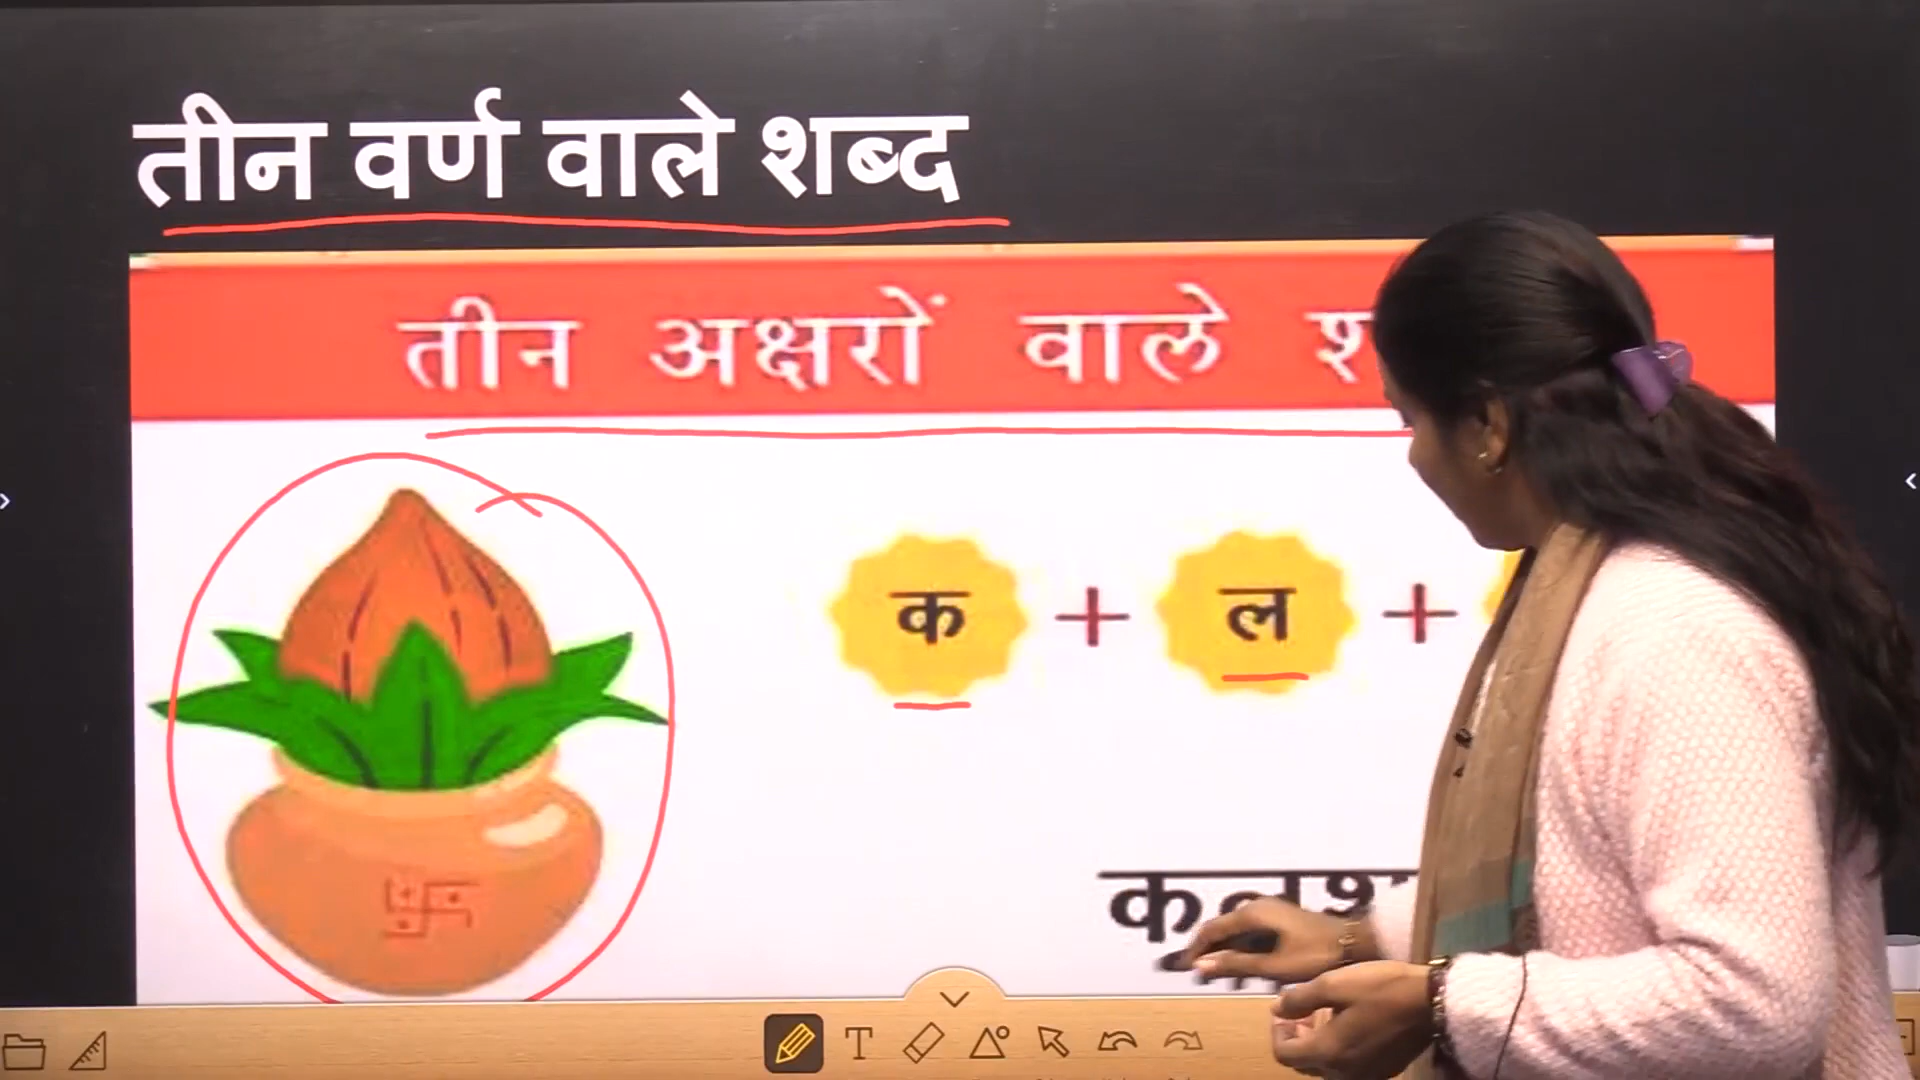 तीन वर्ण वाले शब्द
तीन अक्षरों वाले
क + ल +
T